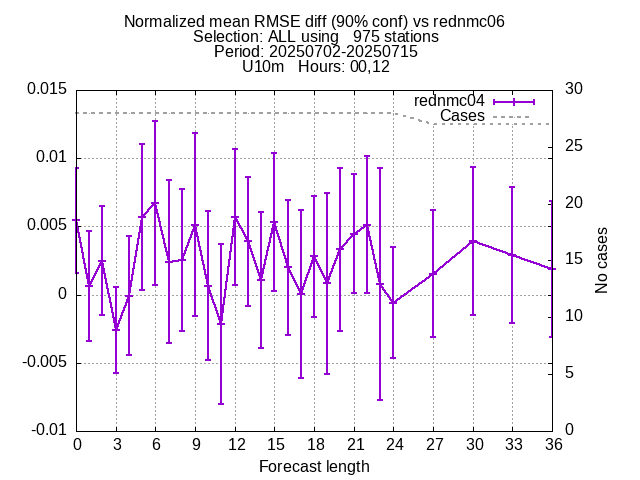 Normalized mean RMSE diff (90% conf) vs rednmc06
Selection: ALL using   975 stations
Period: 20250702-20250715
U10m   Hours: 00,12
0.015
0.01
0.005
0
-0.005
-0.01
rednmc04
Cases
30
25
20
15
10
5
0
No cases
0 3 6 9 12 15 18 21 24 27 30 33 36
Forecast length